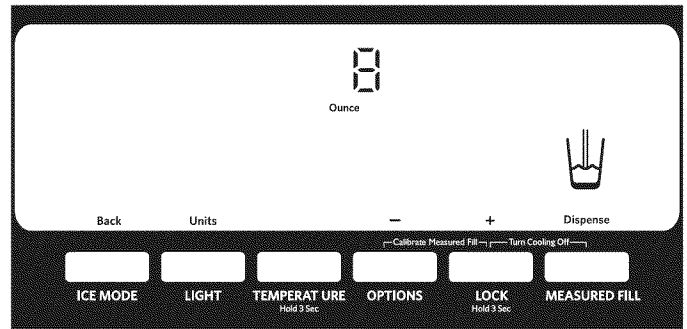 8
Ounce
Back Units − + Dispense
Calibrate Measured Fill Turn Cooling Off
ICE MODE LIGHT TEMPERAT URE OPTIONS LOCK MEASURED FILL
Hold 3 Sec Hold 3 Sec